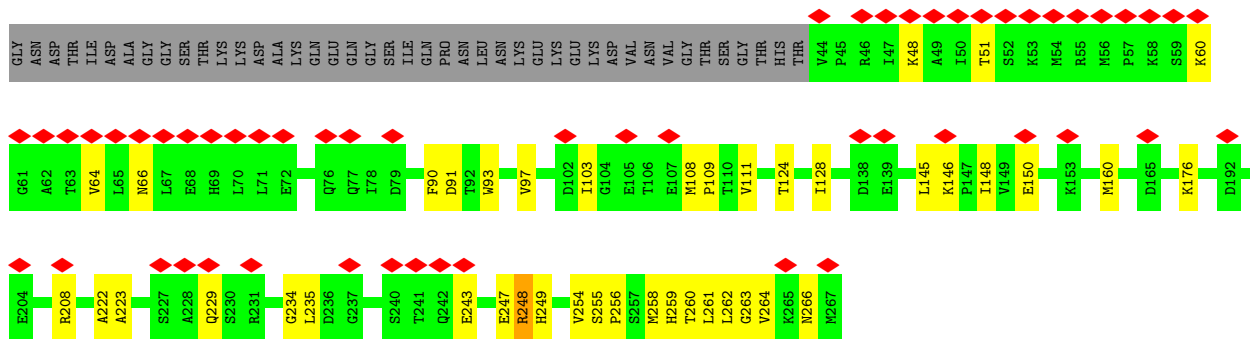 GLY ASN ASP THR ILE ASP ALA GLY GLY SER THR LYS LYS ASP ALA LYS GLN GLU GLN GLY SER ILE GLN PRO ASN LEU ASN LYS GLU LYS GLU LYS ASP VAL ASN VAL GLY THR SER GLY THR HIS THR THR V44 P45 R46 I47 K48 A49 I50 T51 S52 K53 M54 R55 M56 P57 K58 S59 K60
G61 A62 T63 V64 L65 N66 L67 E68 H69 L70 L71 E72 Q76 Q77 I78 D79 F90 D91 T92 W93 V97 D102 I103 G104 E105 T106 E107 M108 P109 T110 V111 T124 I128 D138 E139 L145 K146 P147 I148 V149 E150 K153 M160 D165 K176 D192
E204 R208 A222 A223 S227 A228 Q229 S230 R231 G234 L235 D236 G237 S240 T241 Q242 E243 E247 R248 H249 V254 S255 P256 S257 M258 H259 T260 L261 L262 G263 V264 K265 N266 M267